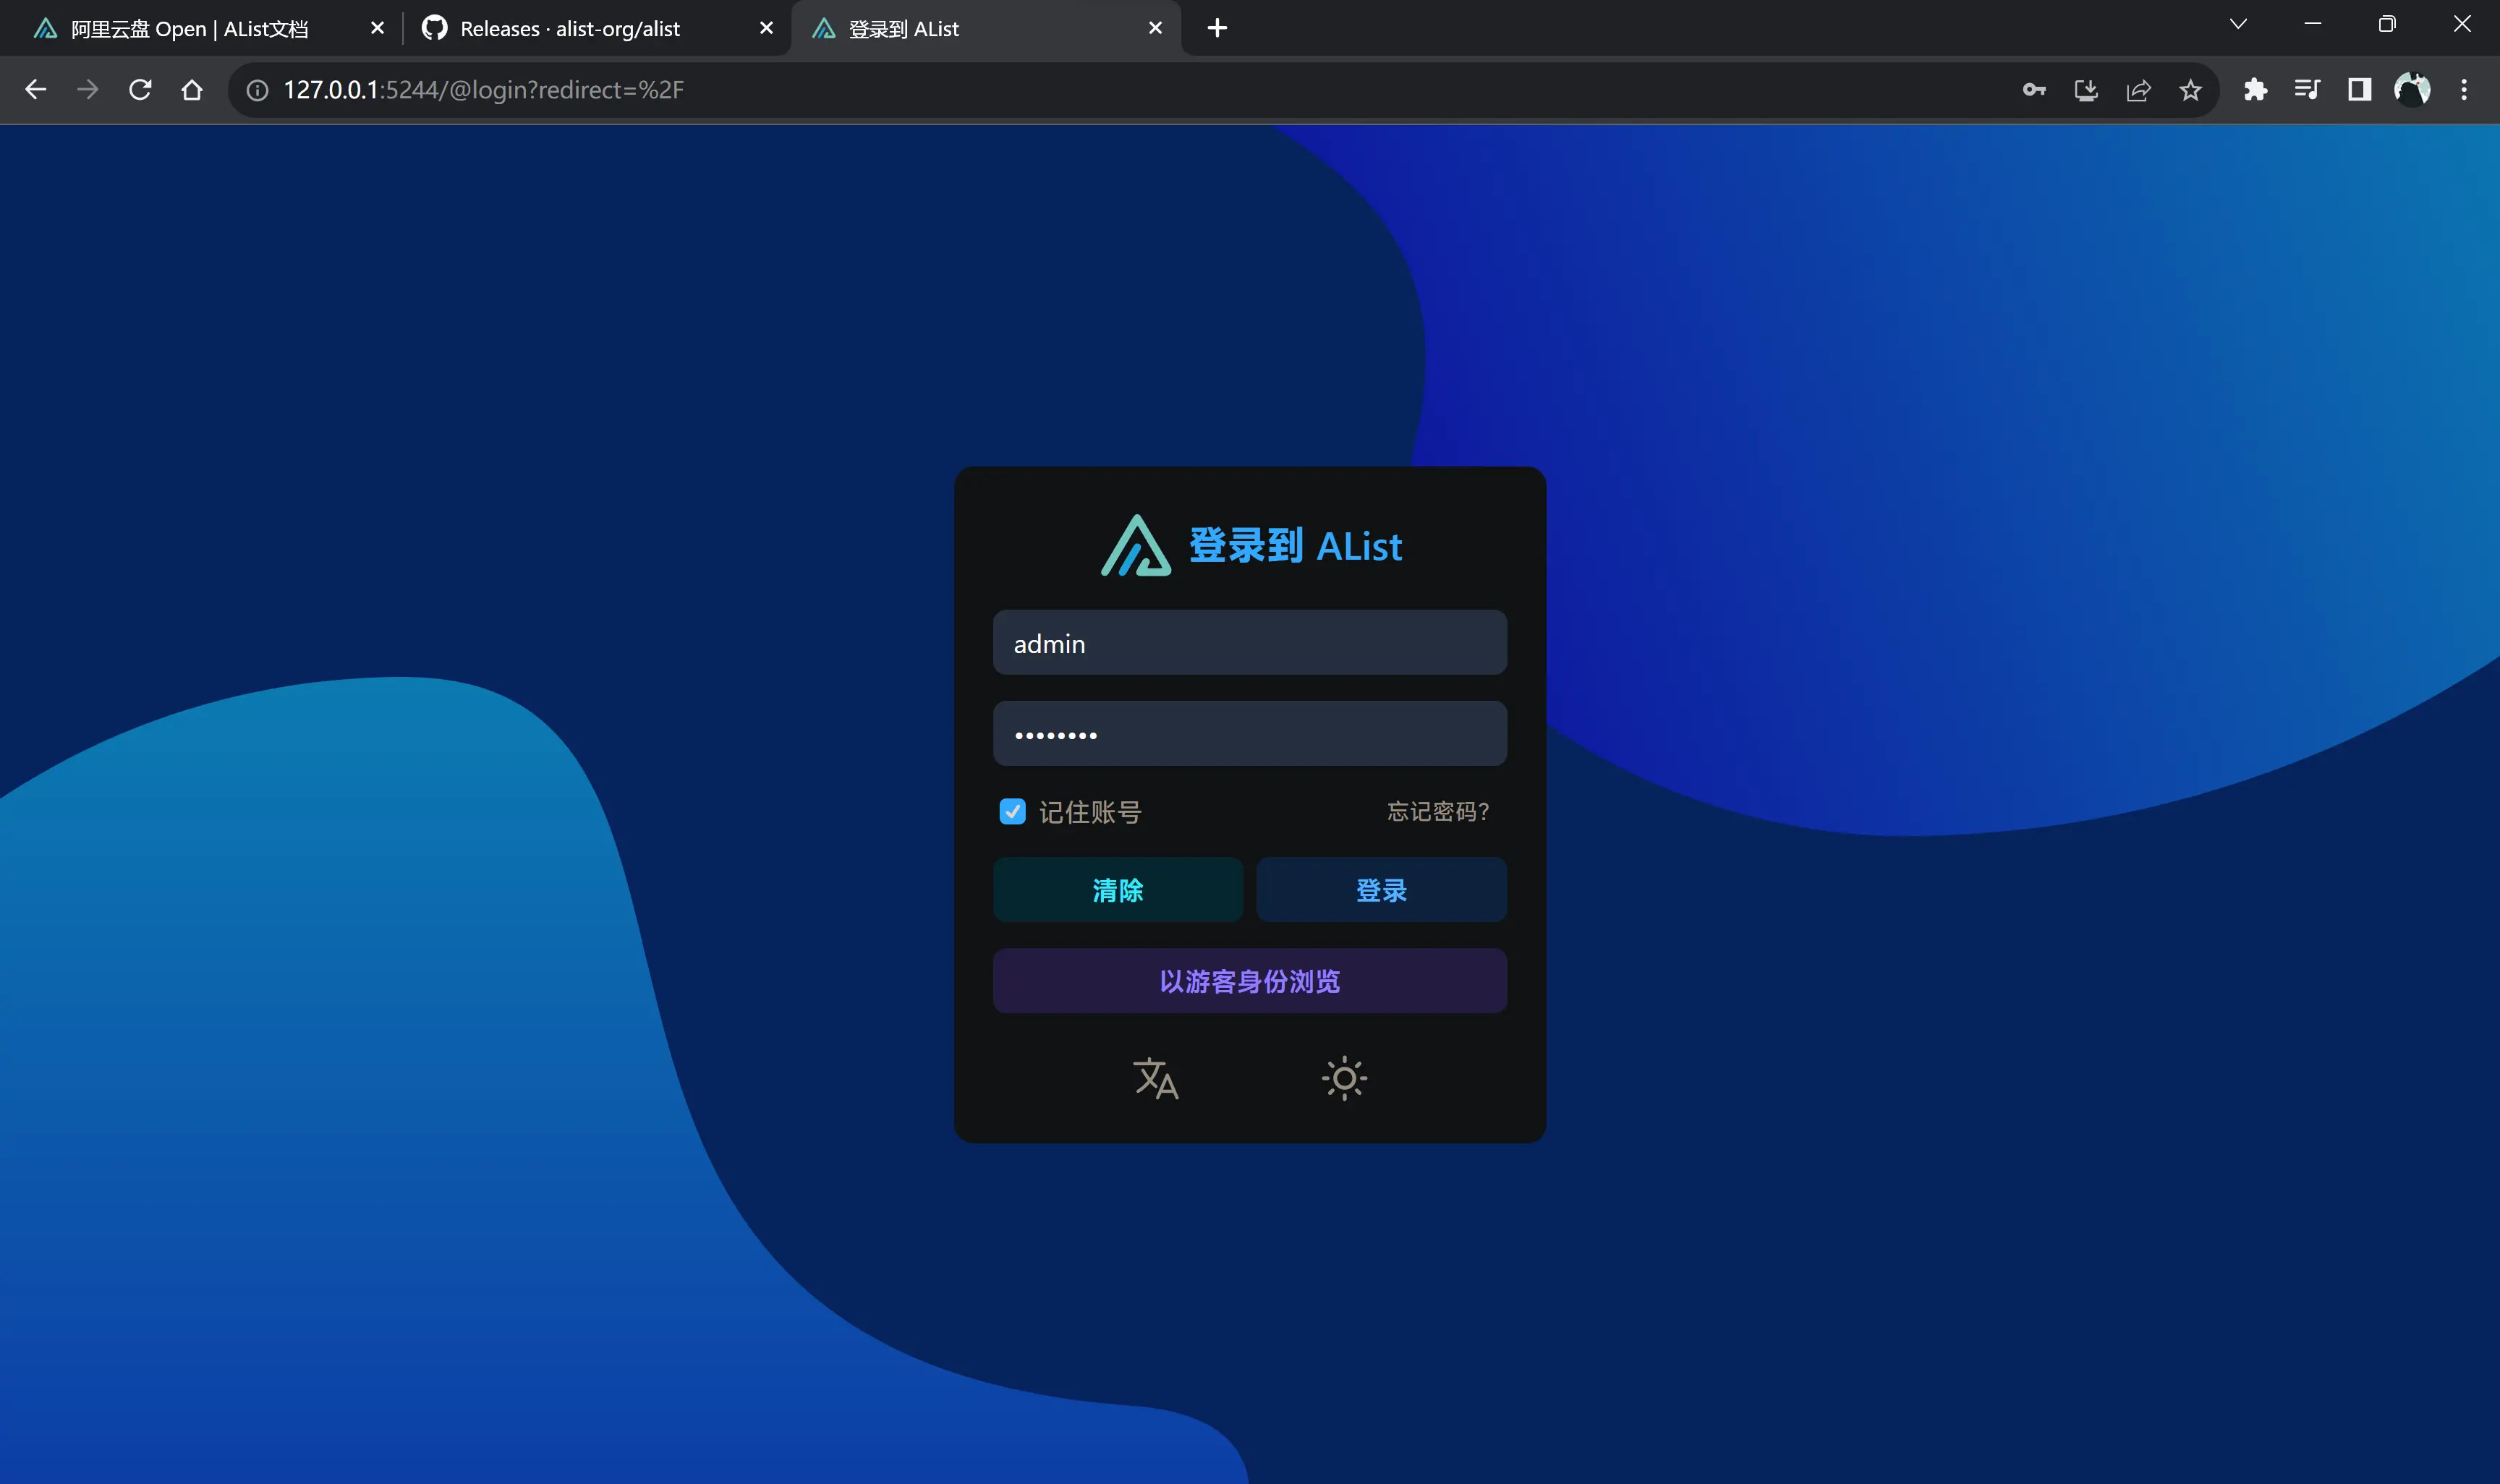 阿里云盘 Open | AList文档
Releases · alist-org/alist
登录到 AList
127.0.0.1:5244/@login?redirect=%2F
登录到 AList
admin
••••••••
记住账号
忘记密码?
清除
登录
以游客身份浏览